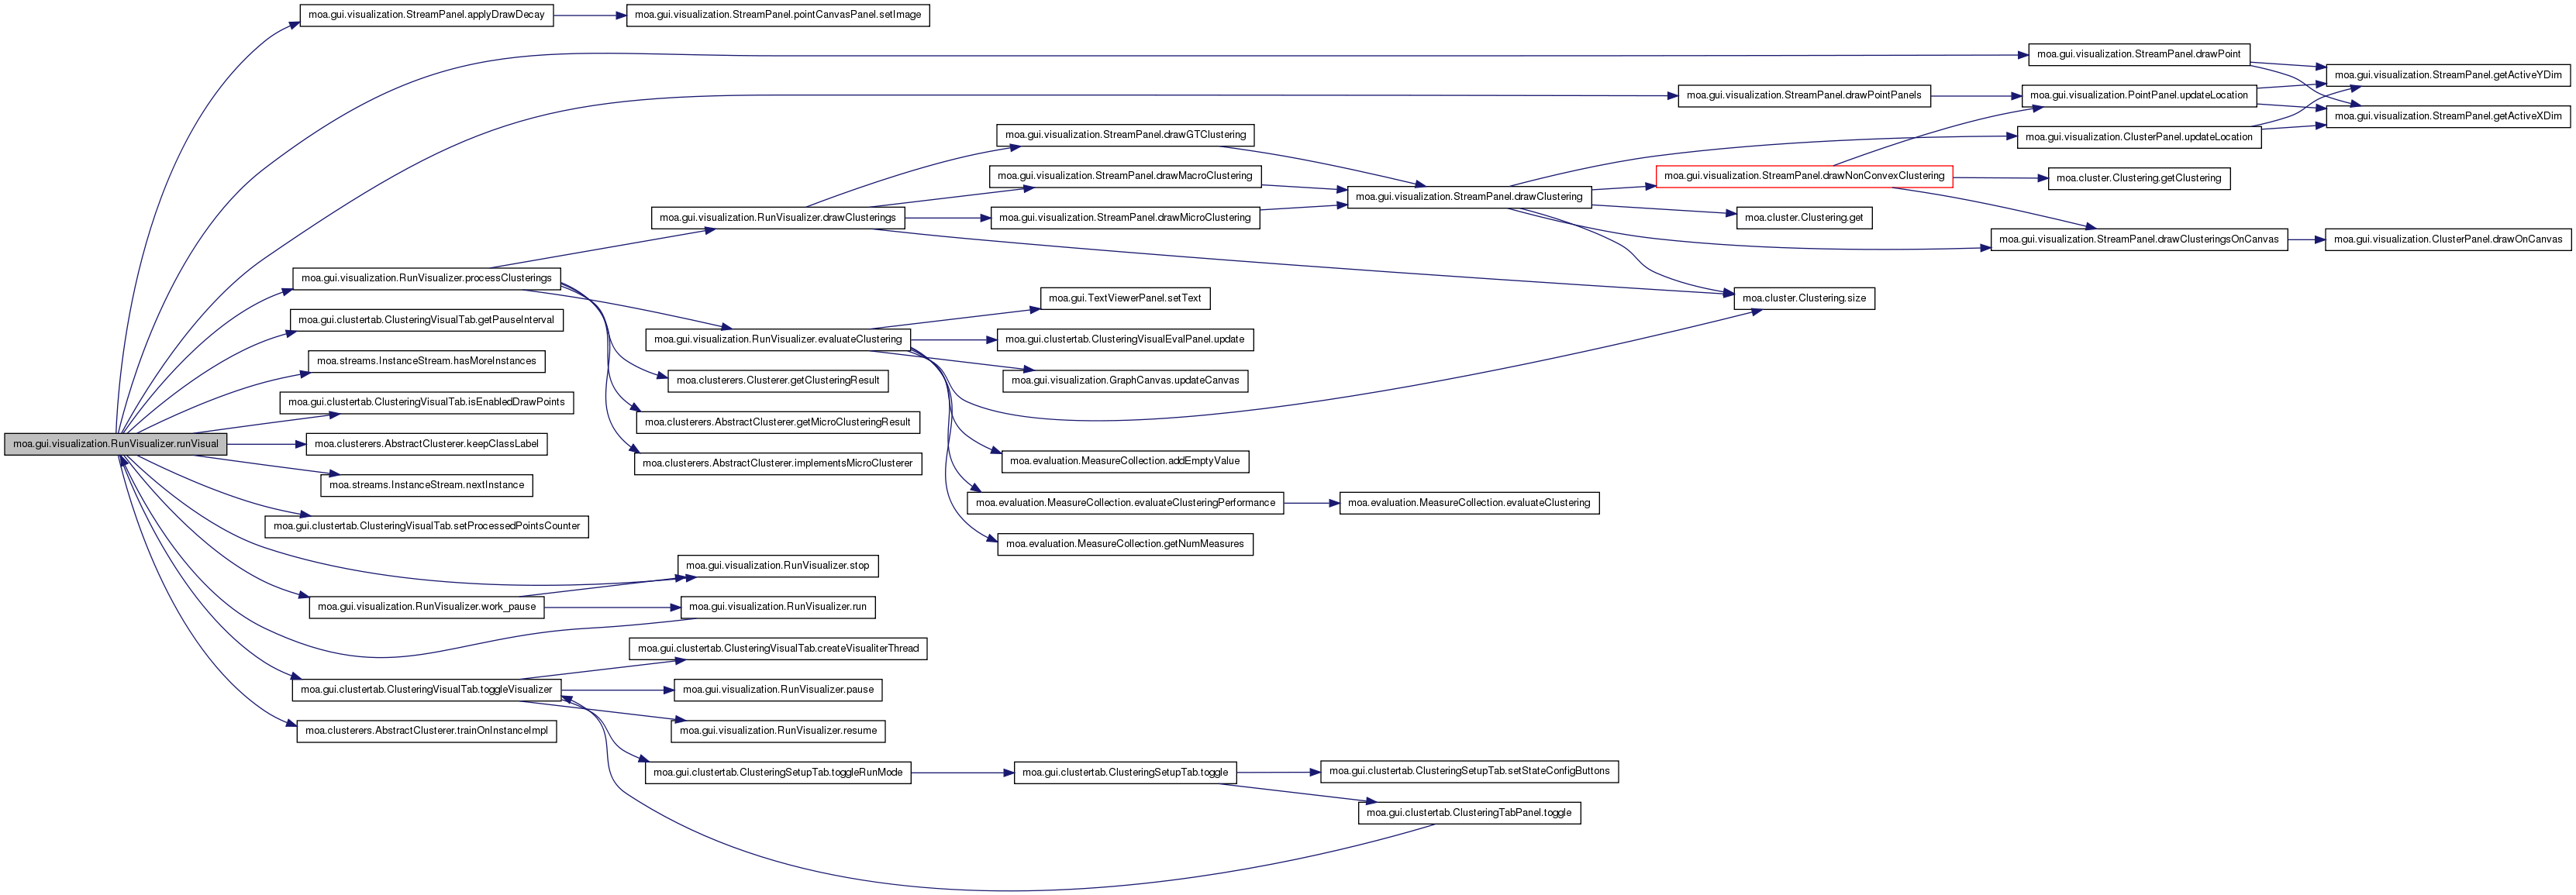 moa.gui.visualization.StreamPanel.applyDrawDecay
moa.gui.visualization.StreamPanel.pointCanvasPanel.setImage
moa.gui.visualization.StreamPanel.drawPoint
moa.gui.visualization.StreamPanel.getActiveYDim
moa.gui.visualization.StreamPanel.drawPointPanels
moa.gui.visualization.PointPanel.updateLocation
moa.gui.visualization.StreamPanel.getActiveXDim
moa.gui.visualization.StreamPanel.drawGTClustering
moa.gui.visualization.ClusterPanel.updateLocation
moa.gui.visualization.StreamPanel.drawMacroClustering
moa.gui.visualization.StreamPanel.drawNonConvexClustering
moa.cluster.Clustering.getClustering
moa.gui.visualization.StreamPanel.drawClustering
moa.gui.visualization.RunVisualizer.drawClusterings
moa.gui.visualization.StreamPanel.drawMicroClustering
moa.cluster.Clustering.get
moa.gui.visualization.StreamPanel.drawClusteringsOnCanvas
moa.gui.visualization.ClusterPanel.drawOnCanvas
moa.gui.visualization.RunVisualizer.processClusterings
moa.gui.TextViewerPanel.setText
moa.cluster.Clustering.size
moa.gui.clustertab.ClusteringVisualTab.getPauseInterval
moa.gui.visualization.RunVisualizer.evaluateClustering
moa.gui.clustertab.ClusteringVisualEvalPanel.update
moa.streams.InstanceStream.hasMoreInstances
moa.clusterers.Clusterer.getClusteringResult
moa.gui.visualization.GraphCanvas.updateCanvas
moa.gui.clustertab.ClusteringVisualTab.isEnabledDrawPoints
moa.clusterers.AbstractClusterer.getMicroClusteringResult
moa.gui.visualization.RunVisualizer.runVisual
moa.clusterers.AbstractClusterer.keepClassLabel
moa.clusterers.AbstractClusterer.implementsMicroClusterer
moa.evaluation.MeasureCollection.addEmptyValue
moa.streams.InstanceStream.nextInstance
moa.evaluation.MeasureCollection.evaluateClusteringPerformance
moa.evaluation.MeasureCollection.evaluateClustering
moa.gui.clustertab.ClusteringVisualTab.setProcessedPointsCounter
moa.evaluation.MeasureCollection.getNumMeasures
moa.gui.visualization.RunVisualizer.stop
moa.gui.visualization.RunVisualizer.work_pause
moa.gui.visualization.RunVisualizer.run
moa.gui.clustertab.ClusteringVisualTab.createVisualiterThread
moa.gui.clustertab.ClusteringVisualTab.toggleVisualizer
moa.gui.visualization.RunVisualizer.pause
moa.clusterers.AbstractClusterer.trainOnInstanceImpl
moa.gui.visualization.RunVisualizer.resume
moa.gui.clustertab.ClusteringSetupTab.toggleRunMode
moa.gui.clustertab.ClusteringSetupTab.toggle
moa.gui.clustertab.ClusteringSetupTab.setStateConfigButtons
moa.gui.clustertab.ClusteringTabPanel.toggle